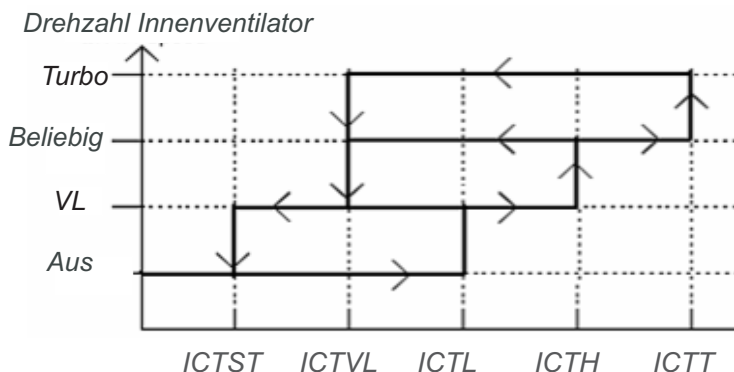 Drehzahl Innenventilator
Turbo
Beliebig
VL
Aus
ICTST ICTVL ICTL ICTH ICTT